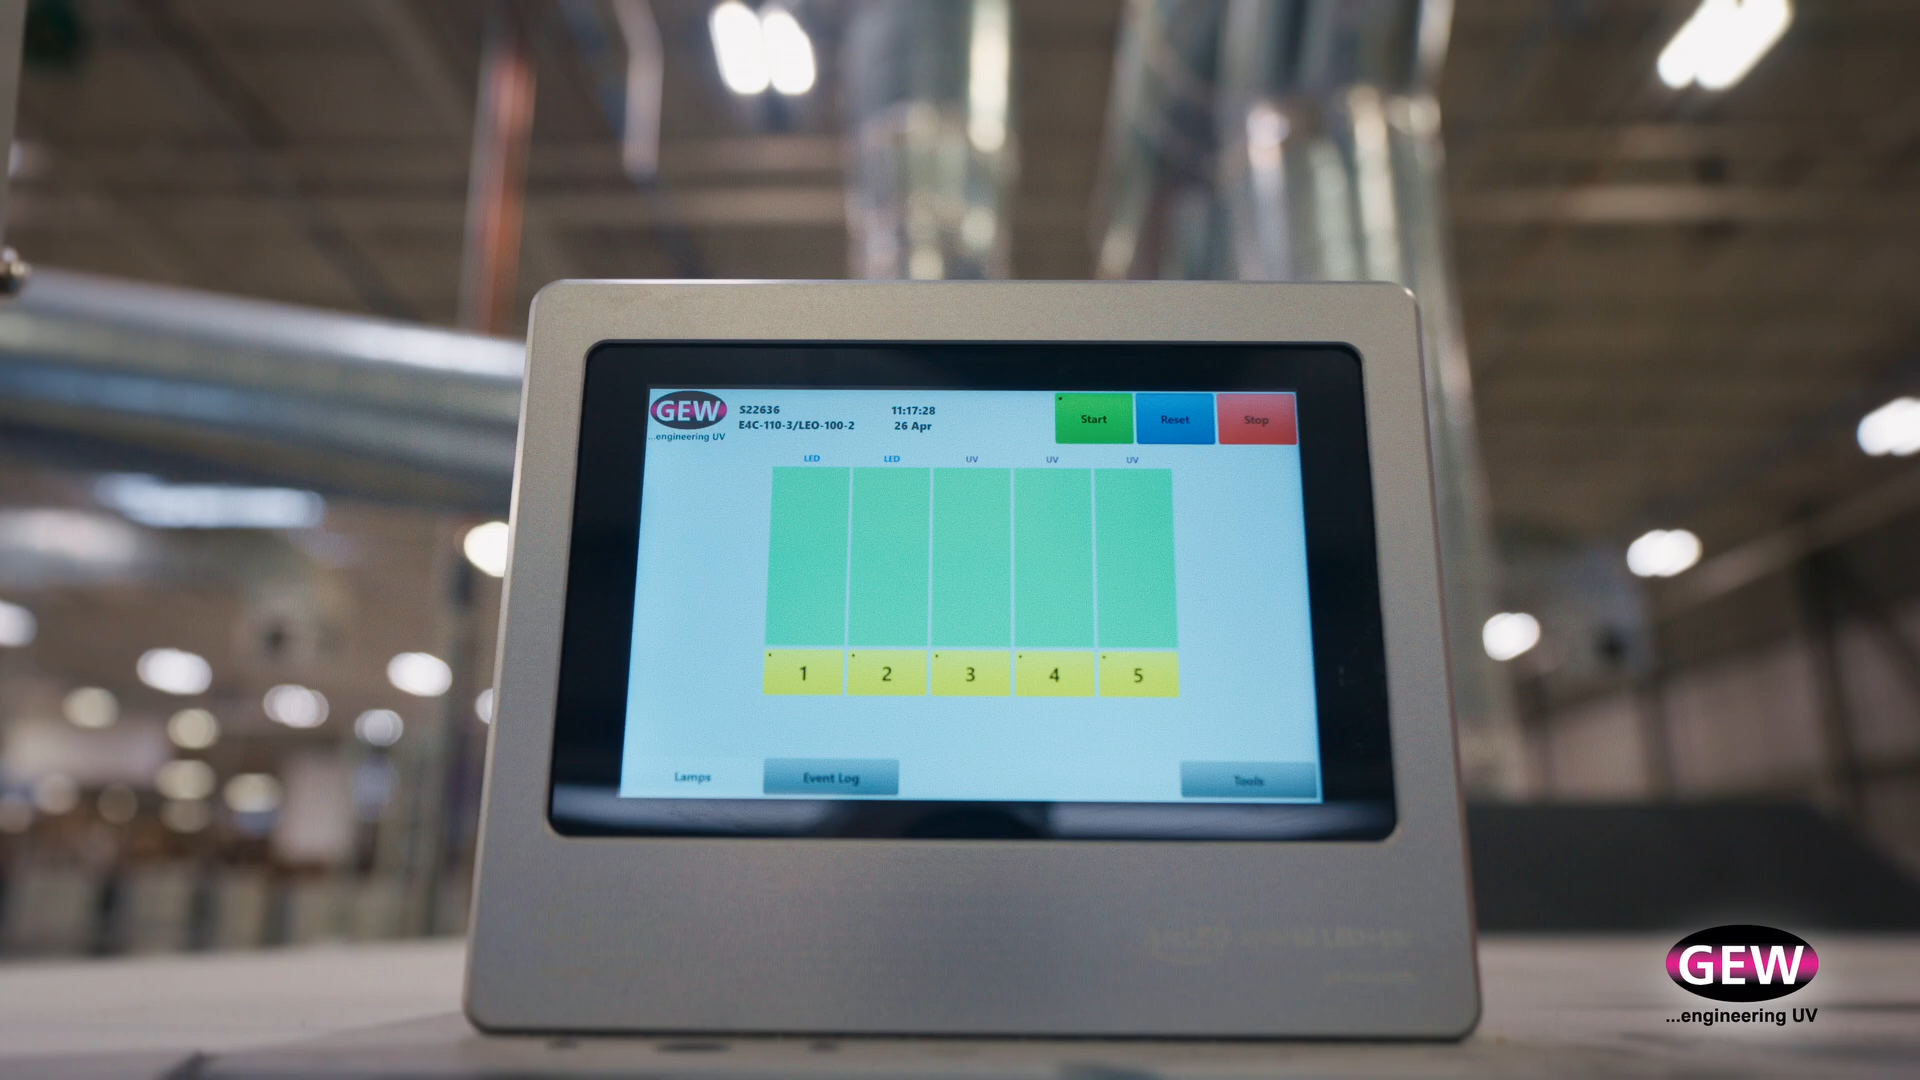 GEW
...engineering UV
S22636
E4C-110-3/LEO-100-2
11:17:28
26 Apr
Start
Reset
Stop
LED
LED
UV
UV
UV
1
2
3
4
5
Lamps
Event Log
Tools
GEW
...engineering UV